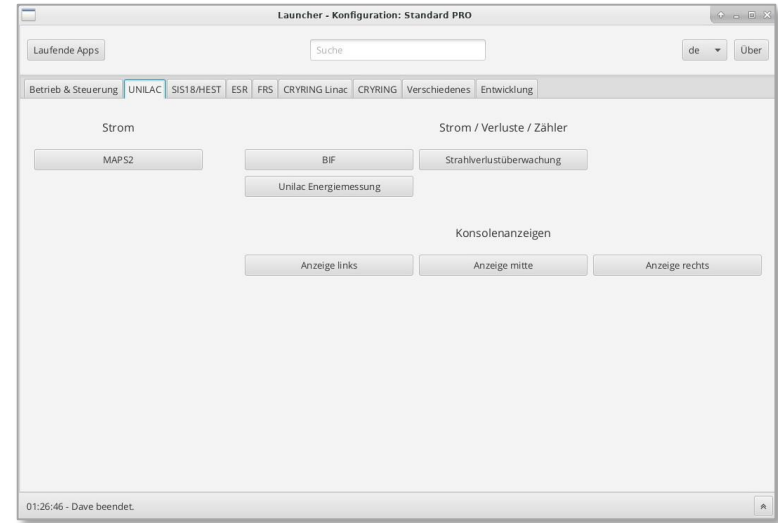 Launcher - Konfiguration: Standard PRO
Laufende Apps Suche de Über
Betrieb & Steuerung UNILAC SIS18/HEST ESR FRS CRYRING Linac CRYRING Verschiedenes Entwicklung
Strom Strom / Verluste / Zähler
MAPS2 BIF Strahlverlustüberwachung
Unilac Energiemessung
Konsolenanzeigen
Anzeige links Anzeige mitte Anzeige rechts
01:26:46 - Dave beendet.